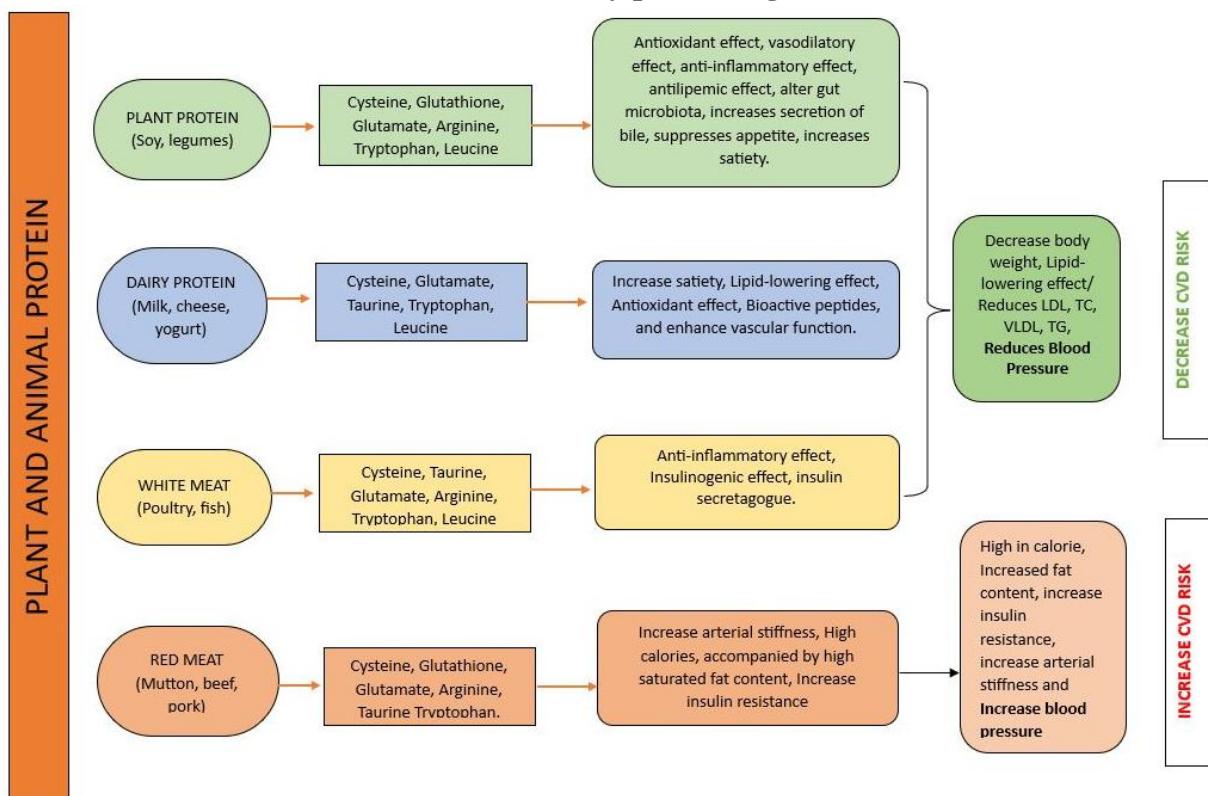 PLANT AND ANIMAL PROTEIN
PLANT PROTEIN
(Soy, legumes)
Cysteine, Glutathione,
Glutamate, Arginine,
Tryptophan, Leucine
Antioxidant effect, vasodilatory
effect, anti-inflammatory effect,
antilipemic effect, alter gut
microbiota, increases secretion of
bile, suppresses appetite, increases
satiety.
DAIRY PROTEIN
(Milk, cheese,
yogurt)
Cysteine, Glutamate,
Taurine, Tryptophan,
Leucine
Increase satiety, Lipid-lowering effect,
Antioxidant effect, Bioactive peptides,
and enhance vascular function.
WHITE MEAT
(Poultry, fish)
Cysteine, Taurine,
Glutamate, Arginine,
Tryptophan, Leucine
Anti-inflammatory effect,
Insulinogenic effect, insulin
secretagogue.
Decrease body
weight, Lipid-
lowering effect/
Reduces LDL, TC,
VLDL, TG,
Reduces Blood
Pressure
DECREASE CVD RISK
RED MEAT
(Mutton, beef,
pork)
Cysteine, Glutathione,
Glutamate, Arginine,
Taurine Tryptophan.
Increase arterial stiffness, High
calories, accompanied by high
saturated fat content, Increase
insulin resistance
High in calorie,
Increased fat
content, increase
insulin
resistance,
increase arterial
stiffness and
Increase blood
pressure
INCREASE CVD RISK